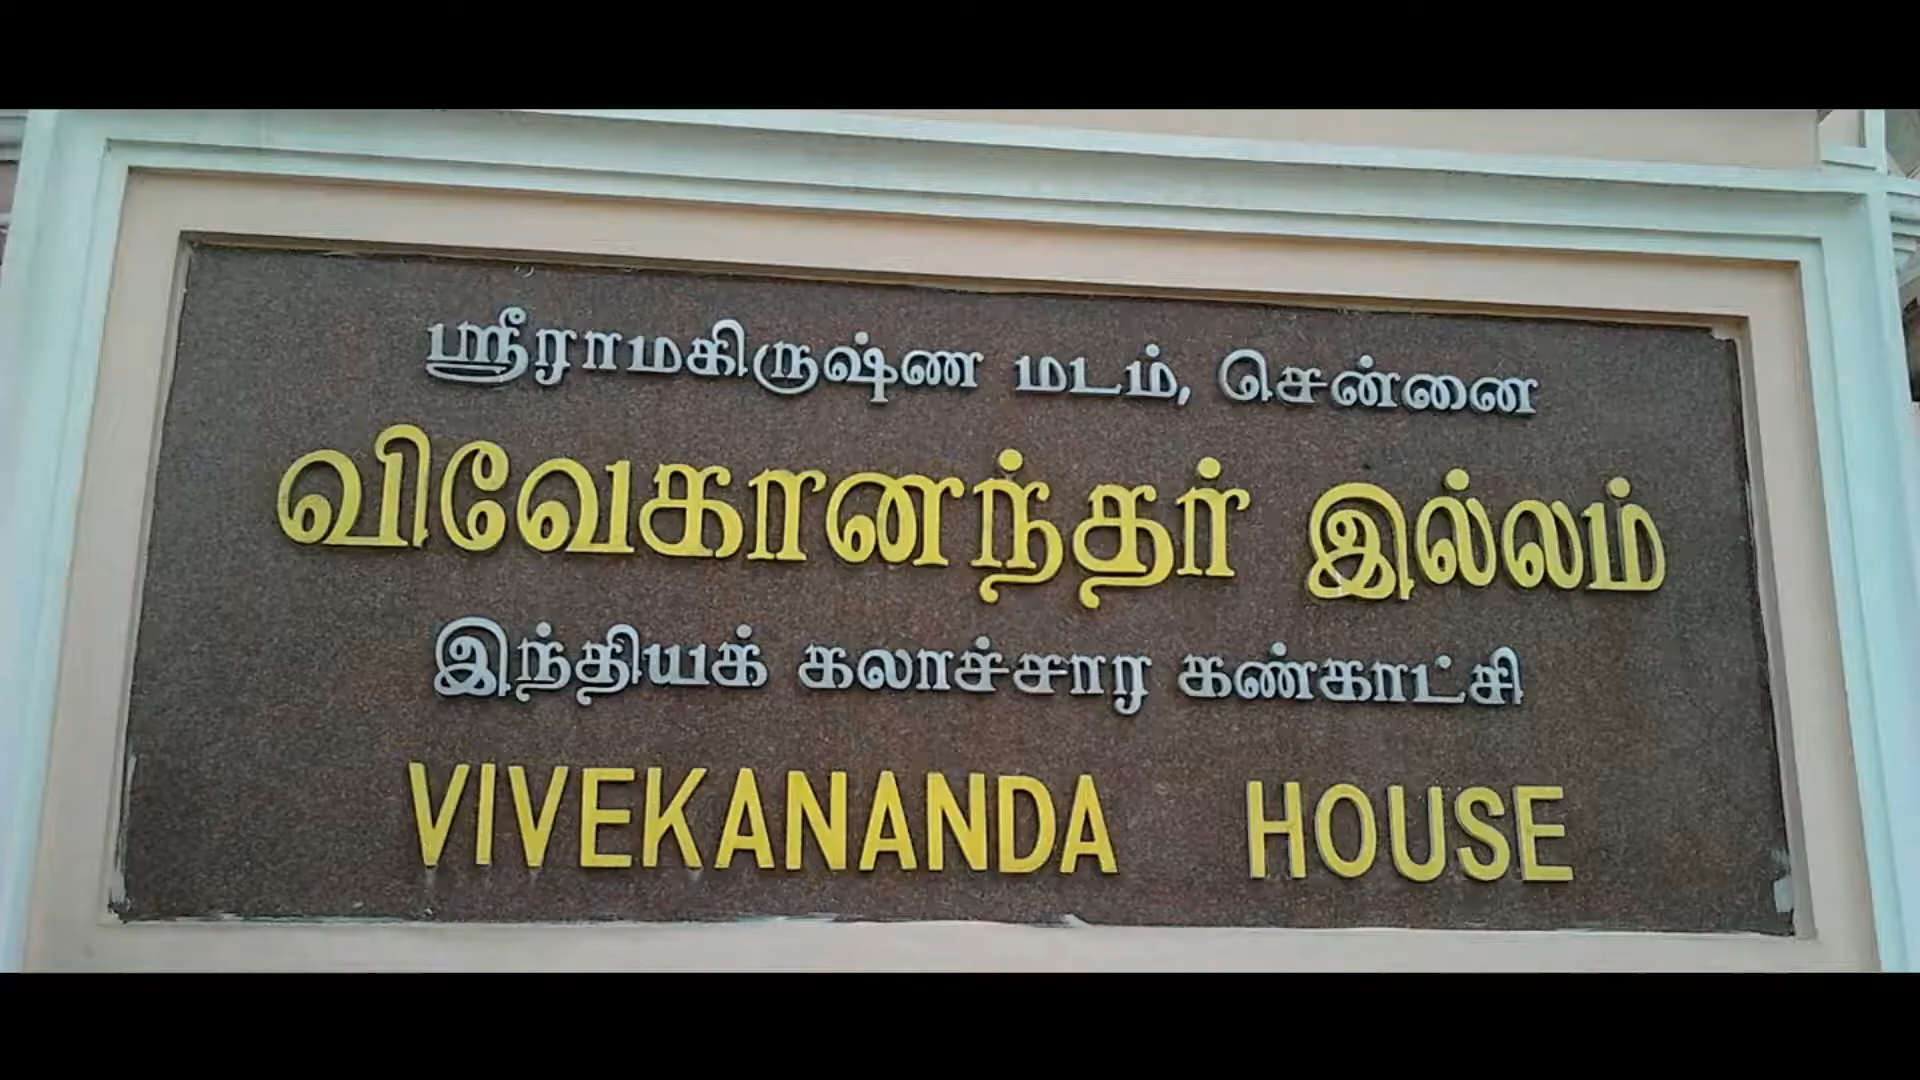 ஸ்ரீராமகிருஷ்ண மடம், சென்னை
விவேகானந்தர் இல்லம்
இந்தியக் கலாச்சார கண்காட்சி
VIVEKANANDA HOUSE